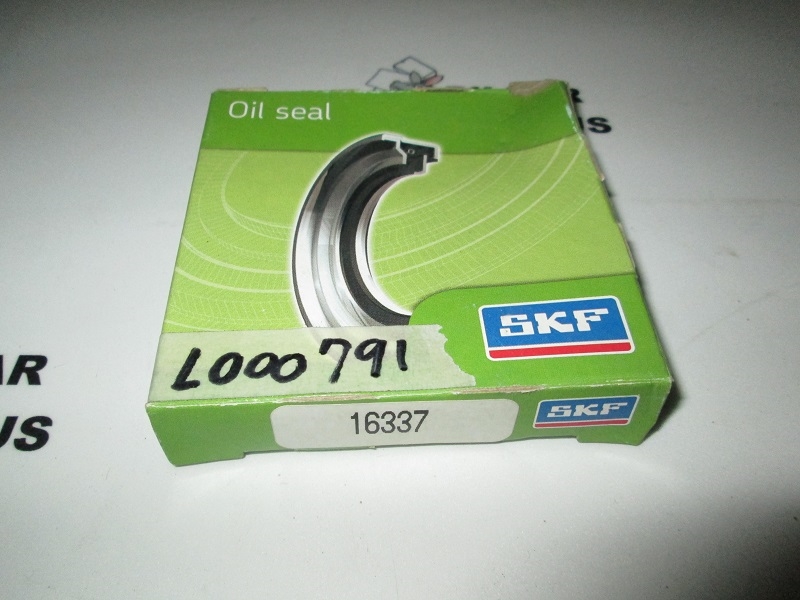 Oil seal
SKF
L000791
16337
SKF
AR
US
AR
US